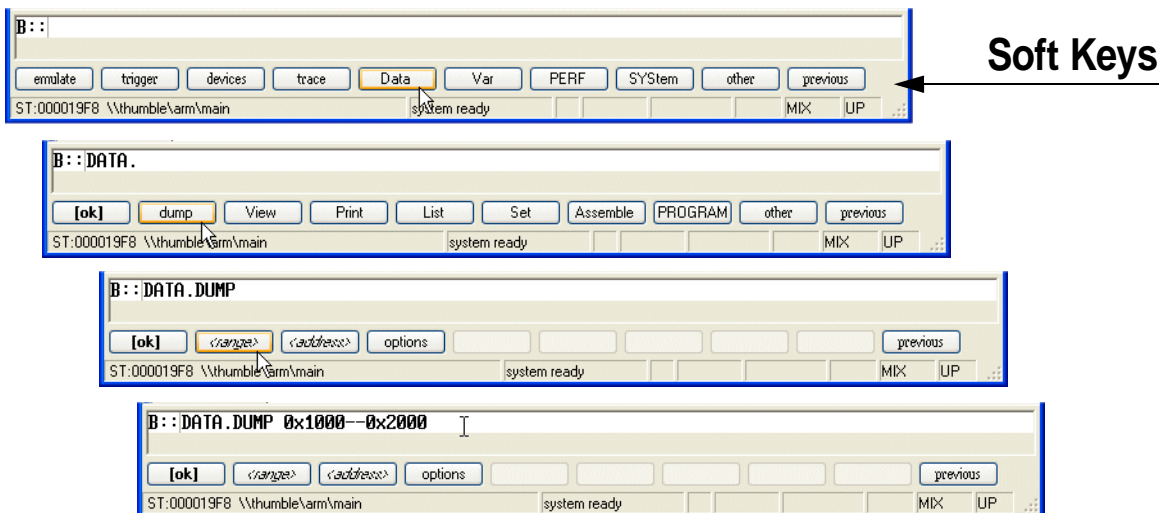 B::
Soft Keys
emulate trigger devices trace Data Var PERF SYStem other previous
ST:000019F8 \\thumble\arm\main system ready MIX UP
B::DATA.
[ok] dump View Print List Set Assemble PROGRAM other previous
ST:000019F8 \\thumble\arm\main system ready MIX UP
B::DATA.DUMP
[ok] <range> <address> options previous
ST:000019F8 \\thumble\arm\main system ready MIX UP
B::DATA.DUMP 0x1000--0x2000
[ok] <range> <address> options previous
ST:000019F8 \\thumble\arm\main system ready MIX UP